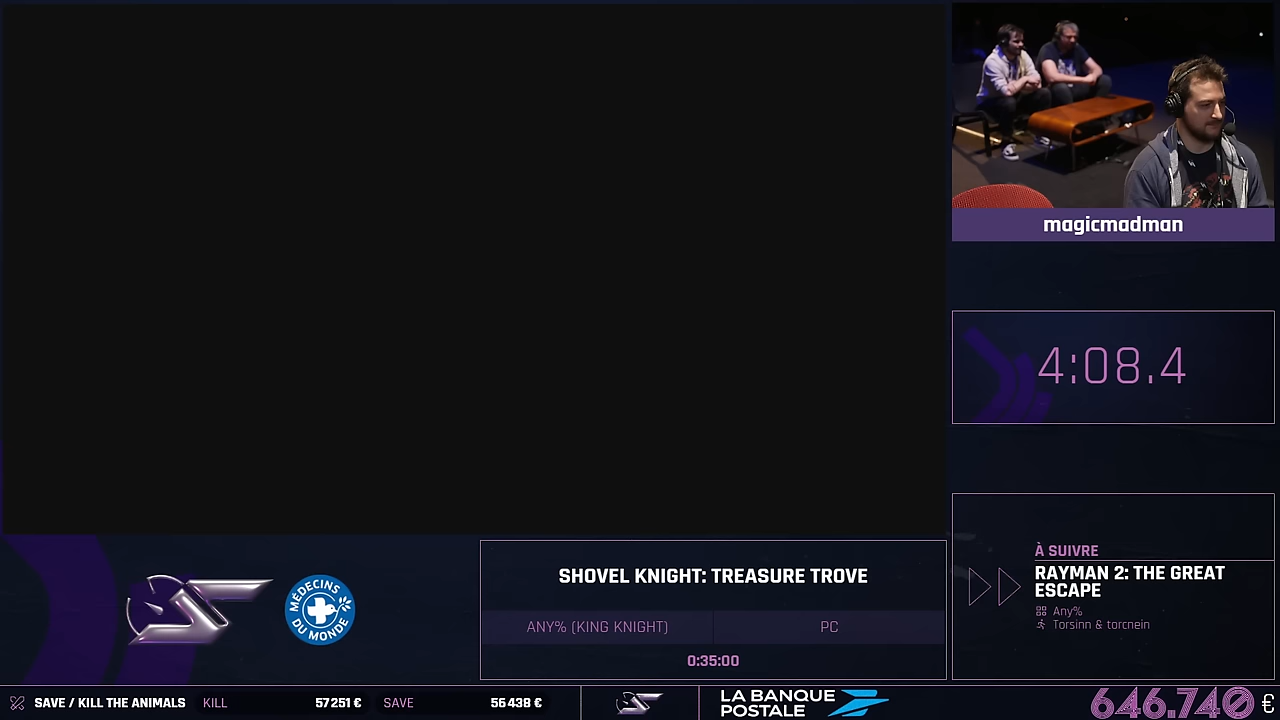 magicmadman
4:08.4
À SUIVRE
RAYMAN 2: THE GREAT
ESCAPE
Any%
Torsinn & torcnein
MÉDECINS
DU MONDE
SHOVEL KNIGHT: TREASURE TROVE
ANY% (KING KNIGHT)
PC
0:35:00
SAVE / KILL THE ANIMALS KILL 57 251 € SAVE 56 438 €
LA BANQUE
POSTALE
646.740 €